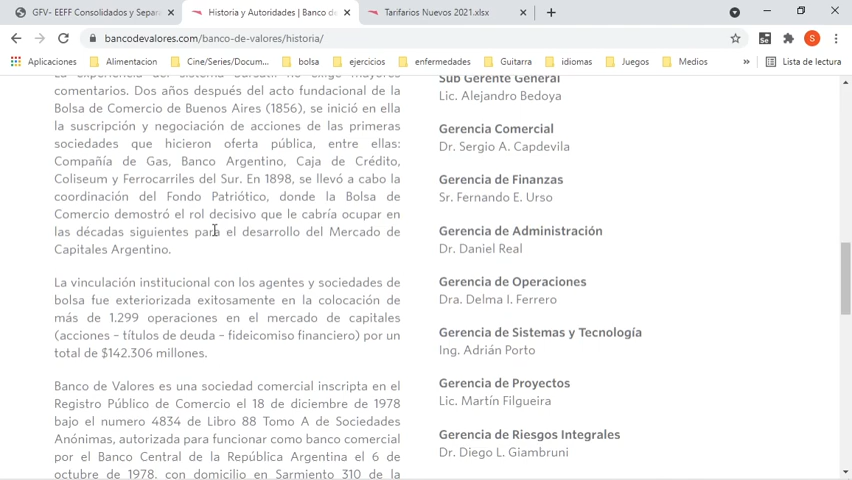 GFV- EEFF Consolidados y Separa
Historia y Autoridades | Banco de
Tarifarios Nuevos 2021.xlsx
bancodevalores.com/banco-de-valores/historia/
S
Aplicaciones
Alimentacion
Cine/Series/Docum...
bolsa
ejercicios
enfermedades
Guitarra
idiomas
Juegos
Medios
»
Lista de lectura
La experiencia del Sistema Bursátil no exige mayores
comentarios. Dos años después del acto fundacional de la
Bolsa de Comercio de Buenos Aires (1856), se inició en ella
la suscripción y negociación de acciones de las primeras
sociedades que hicieron oferta pública, entre ellas:
Compañía de Gas, Banco Argentino, Caja de Crédito,
Coliseum y Ferrocarriles del Sur. En 1898, se llevó a cabo la
coordinación del Fondo Patriótico, donde la Bolsa de
Comercio demostró el rol decisivo que le cabría ocupar en
las décadas siguientes para el desarrollo del Mercado de
Capitales Argentino.
La vinculación institucional con los agentes y sociedades de
bolsa fue exteriorizada exitosamente en la colocación de
más de 1.299 operaciones en el mercado de capitales
(acciones – títulos de deuda – fideicomiso financiero) por un
total de $142.306 millones.
Banco de Valores es una sociedad comercial inscripta en el
Registro Público de Comercio el 18 de diciembre de 1978
bajo el numero 4834 de Libro 88 Tomo A de Sociedades
Anónimas, autorizada para funcionar como banco comercial
por el Banco Central de la República Argentina el 6 de
octubre de 1978, con domicilio en Sarmiento 310 de la
Sub Gerente General
Lic. Alejandro Bedoya
Gerencia Comercial
Dr. Sergio A. Capdevila
Gerencia de Finanzas
Sr. Fernando E. Urso
Gerencia de Administración
Dr. Daniel Real
Gerencia de Operaciones
Dra. Delma I. Ferrero
Gerencia de Sistemas y Tecnología
Ing. Adrián Porto
Gerencia de Proyectos
Lic. Martín Filgueira
Gerencia de Riesgos Integrales
Dr. Diego L. Giambruni